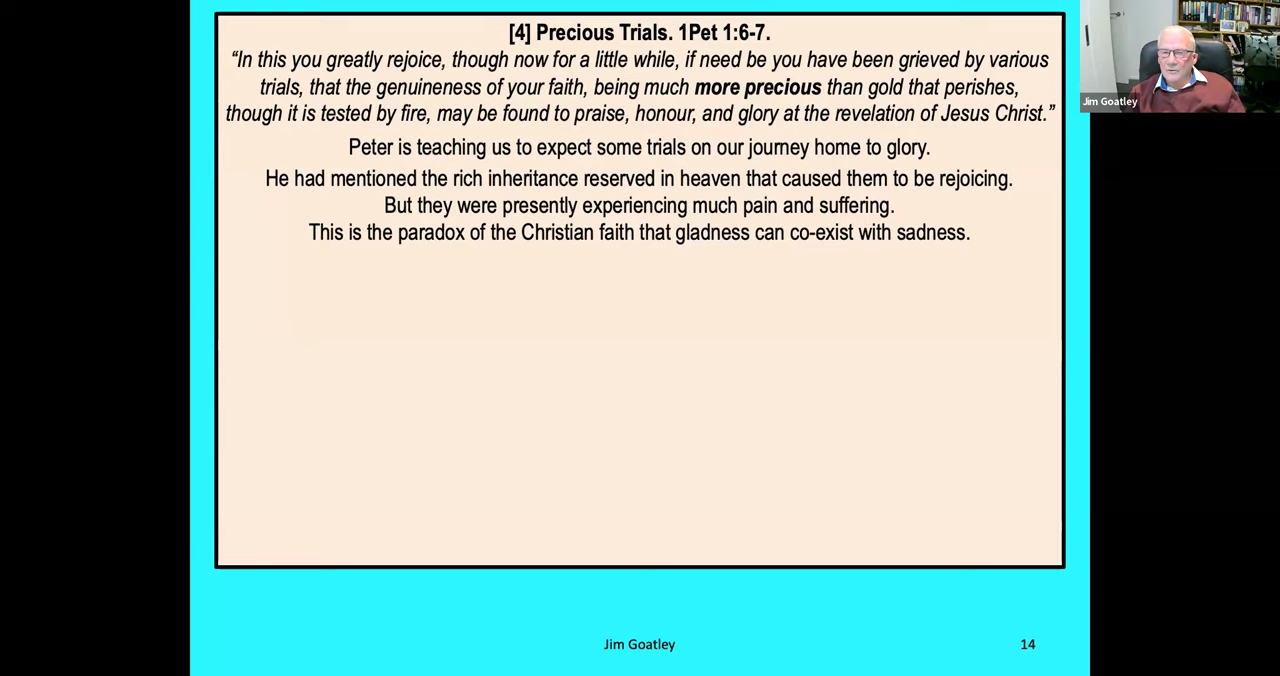 [4] Precious Trials. 1Pet 1:6-7.
“In this you greatly rejoice, though now for a little while, if need be you have been grieved by various
trials, that the genuineness of your faith, being much more precious than gold that perishes,
though it is tested by fire, may be found to praise, honour, and glory at the revelation of Jesus Christ.”
Peter is teaching us to expect some trials on our journey home to glory.
He had mentioned the rich inheritance reserved in heaven that caused them to be rejoicing.
But they were presently experiencing much pain and suffering.
This is the paradox of the Christian faith that gladness can co-exist with sadness.
Jim Goatley
Jim Goatley
14